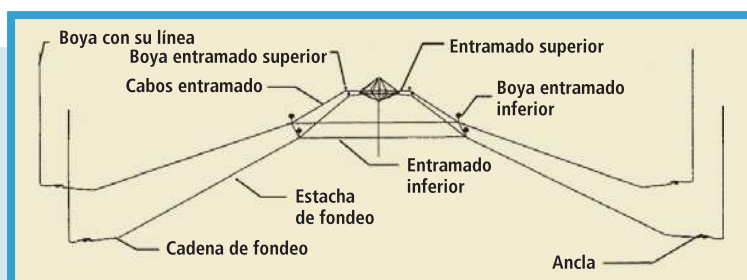 Boya con su línea
Boya entramado superior
Cabos entramado
Entramado superior
Boya entramado
inferior
Entramado
inferior
Estacha
de fondeo
Cadena de fondeo
Ancla